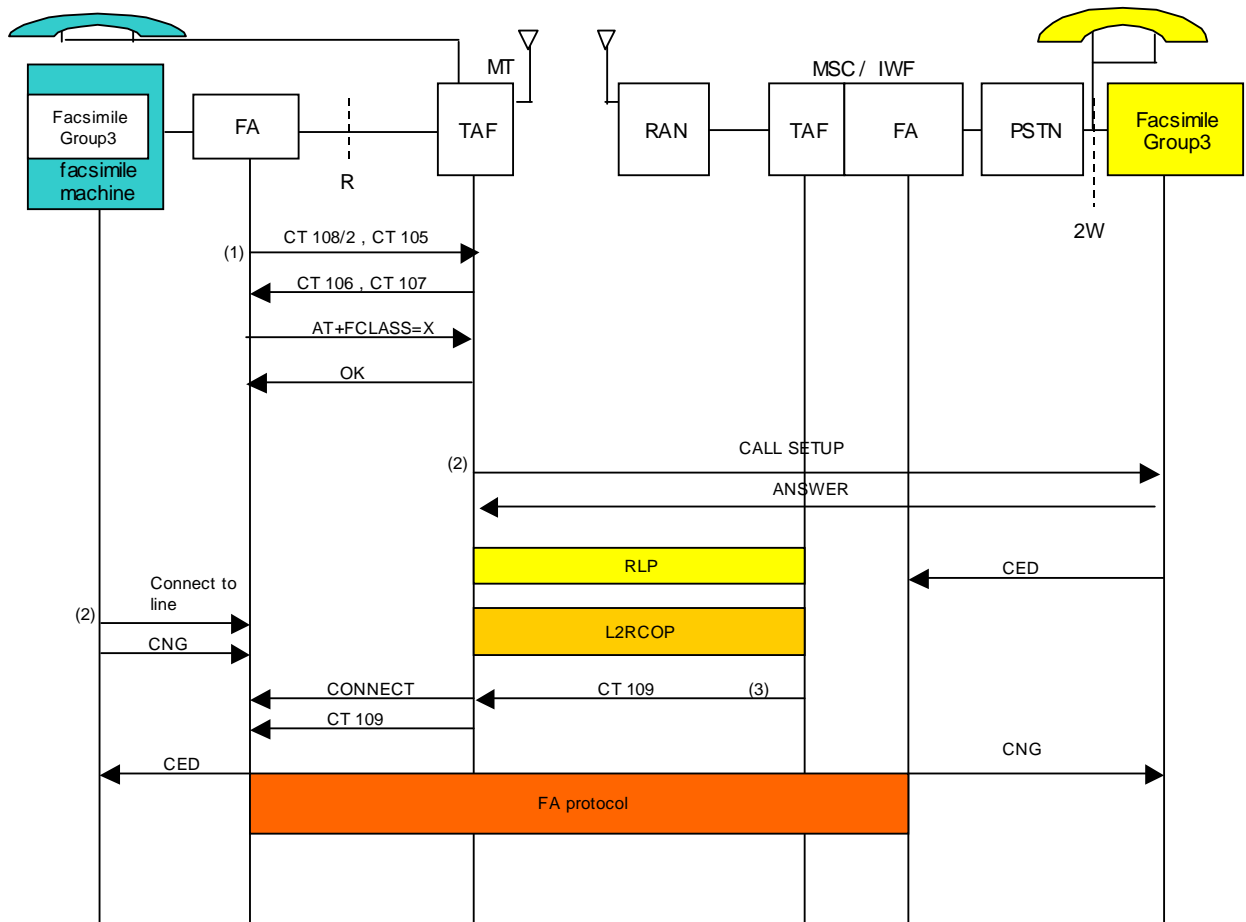 MT
MSC / IWF
Facsimile
Group3
facsimile
machine
FA
R
TAF
RAN
TAF
FA
PSTN
2W
Facsimile
Group3
(1)
CT 108/2 , CT 105
CT 106 , CT 107
AT+FCLASS=X
OK
(2)
CALL SETUP
ANSWER
RLP
CED
Connect to
line
(2)
L2RCOP
CNG
CONNECT
CT 109
(3)
CT 109
CED
CNG
FA protocol